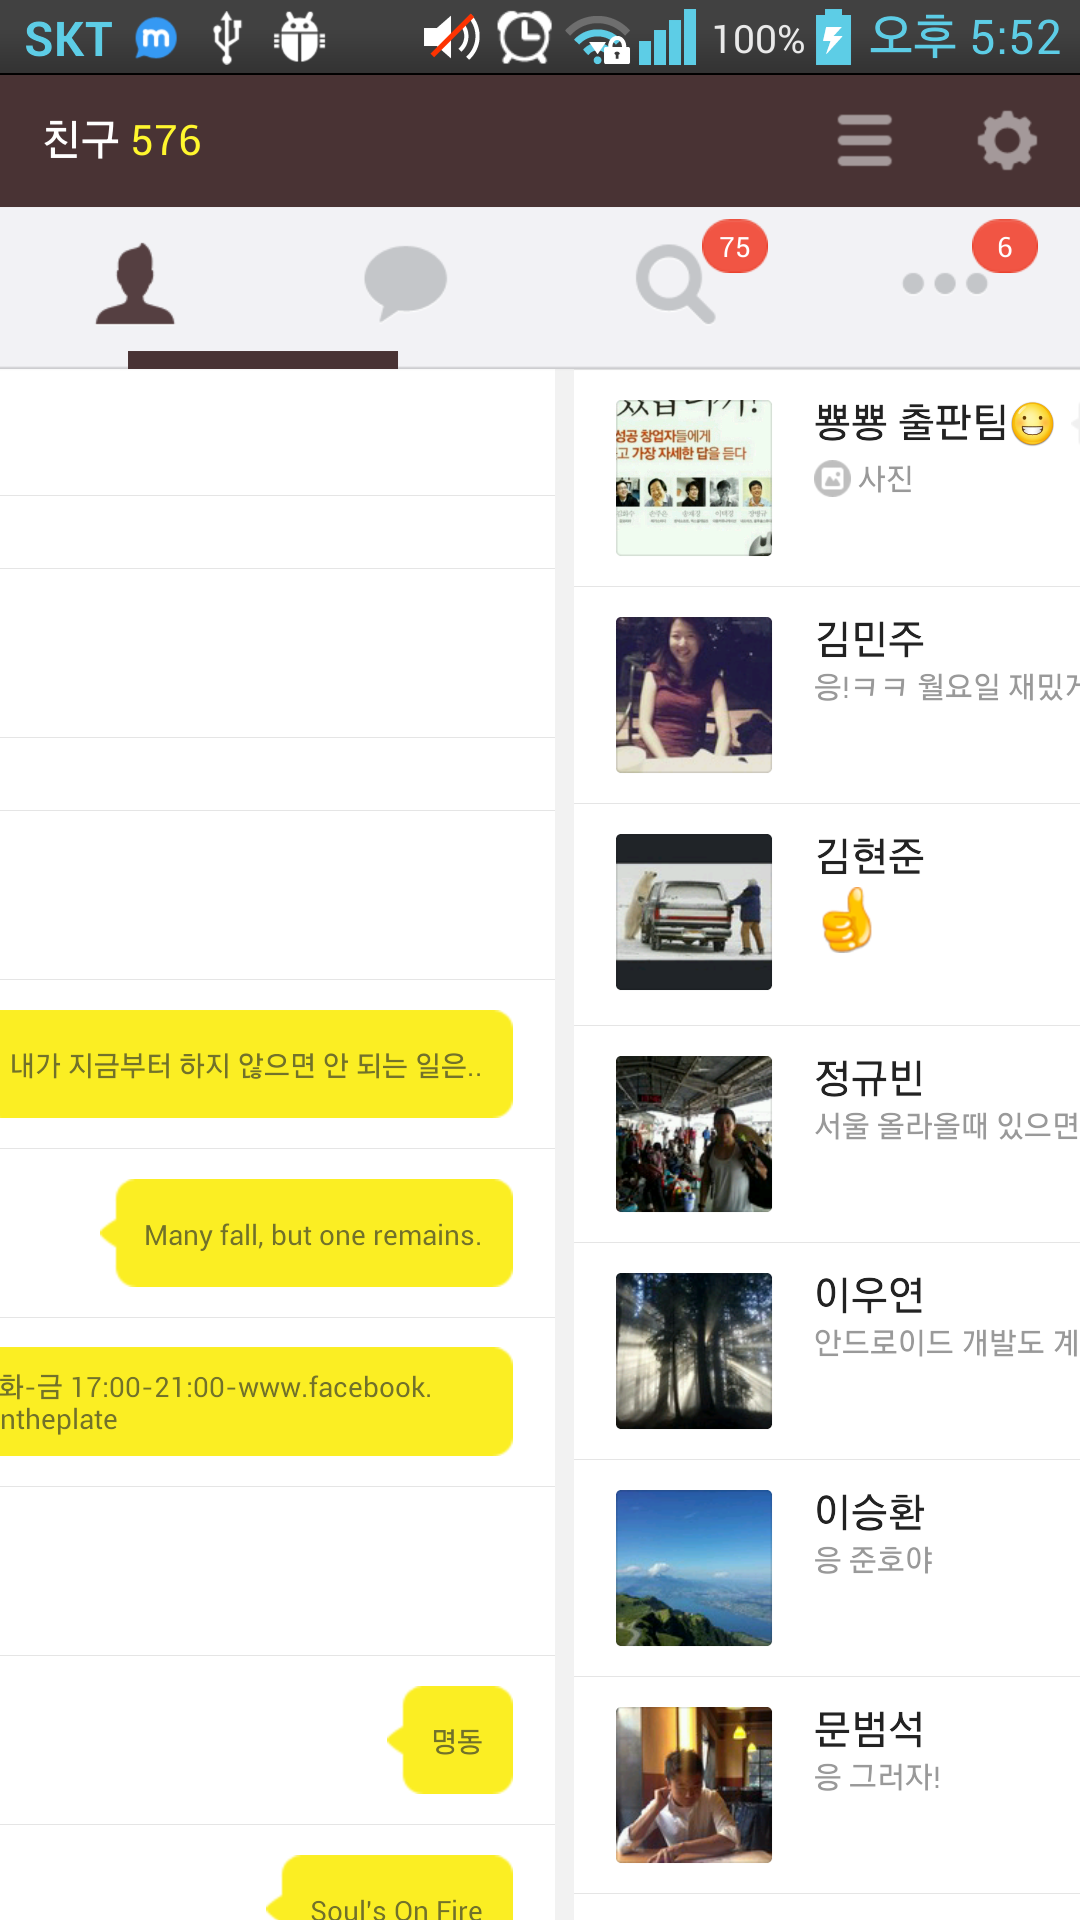 SKT
100%
오후 5:52
친구 576
75
6
내가 지금부터 하지 않으면 안 되는 일은..
Many fall, but one remains.
화-금 17:00-21:00-www.facebook.
ntheplate
명동
Soul's On Fire
성공 창업자들에게
고 가장 자세한 답을 듣다
뿅뿅 출판팀😀
사진
김민주
응!ㅋㅋ 월요일 재밌게
김현준
👍
정규빈
서울 올라올때 있으면
이우연
안드로이드 개발도 계
이승환
응 준호야
문범석
응 그러자!